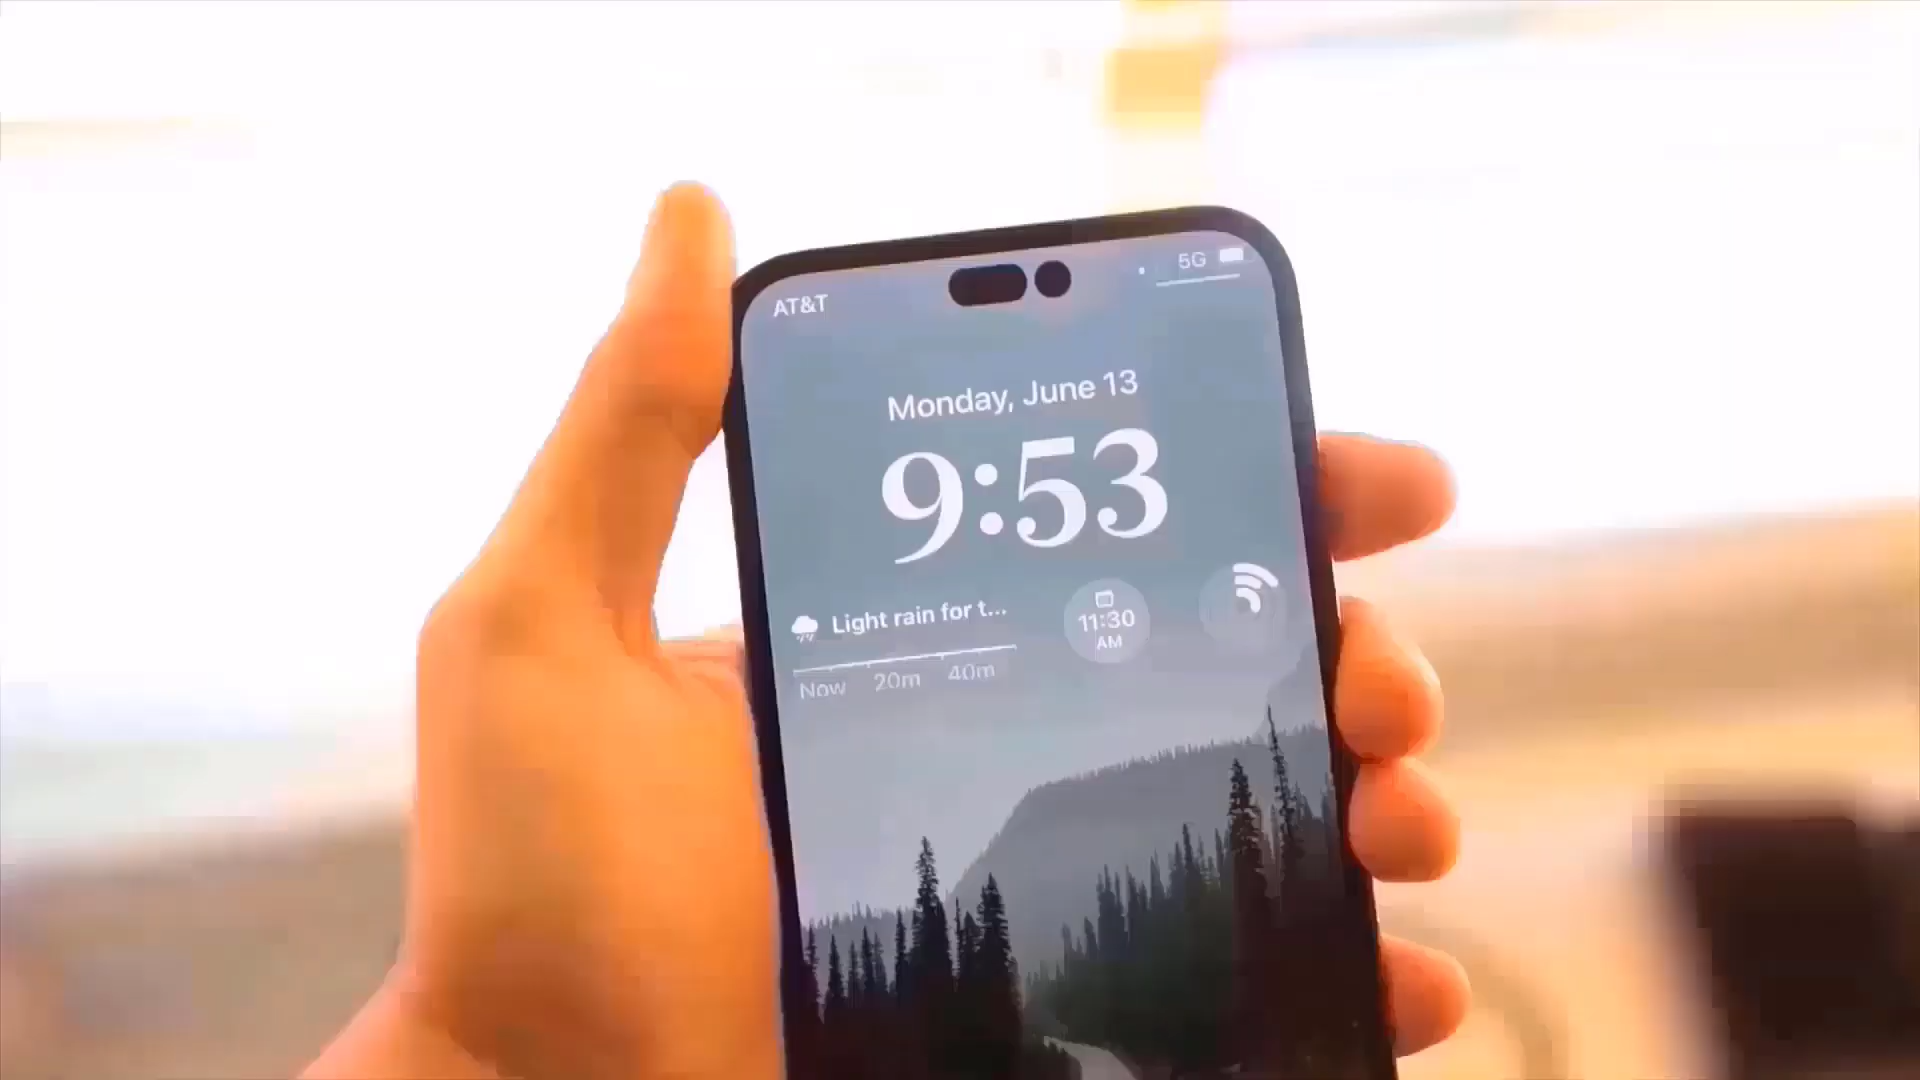 AT&T
5G
Monday, June 13
9:53
Light rain for t...
Now 20m 40m
11:30
AM